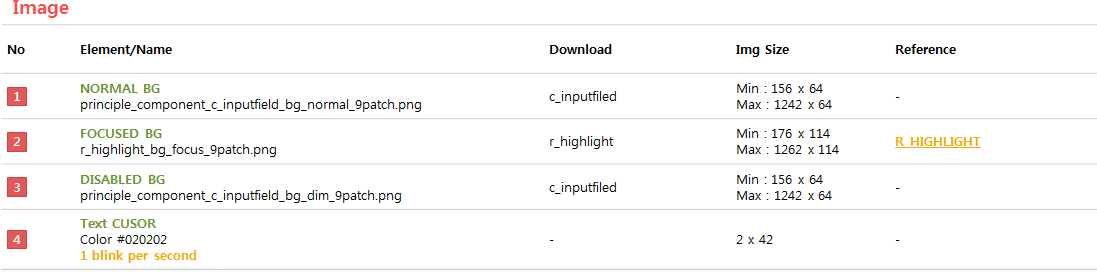 Image
No Element/Name Download Img Size Reference
1 NORMAL BG
principle_component_c_inputfield_bg_normal_9patch.png c_inputfiled Min : 156 x 64
Max : 1242 x 64 -
2 FOCUSED BG
r_highlight_bg_focus_9patch.png r_highlight Min : 176 x 114
Max : 1262 x 114 R_HIGHLIGHT
3 DISABLED BG
principle_component_c_inputfield_bg_dim_9patch.png c_inputfiled Min : 156 x 64
Max : 1242 x 64 -
4 Text CUSOR
Color #020202 - 2 x 42 -
1 blink per second